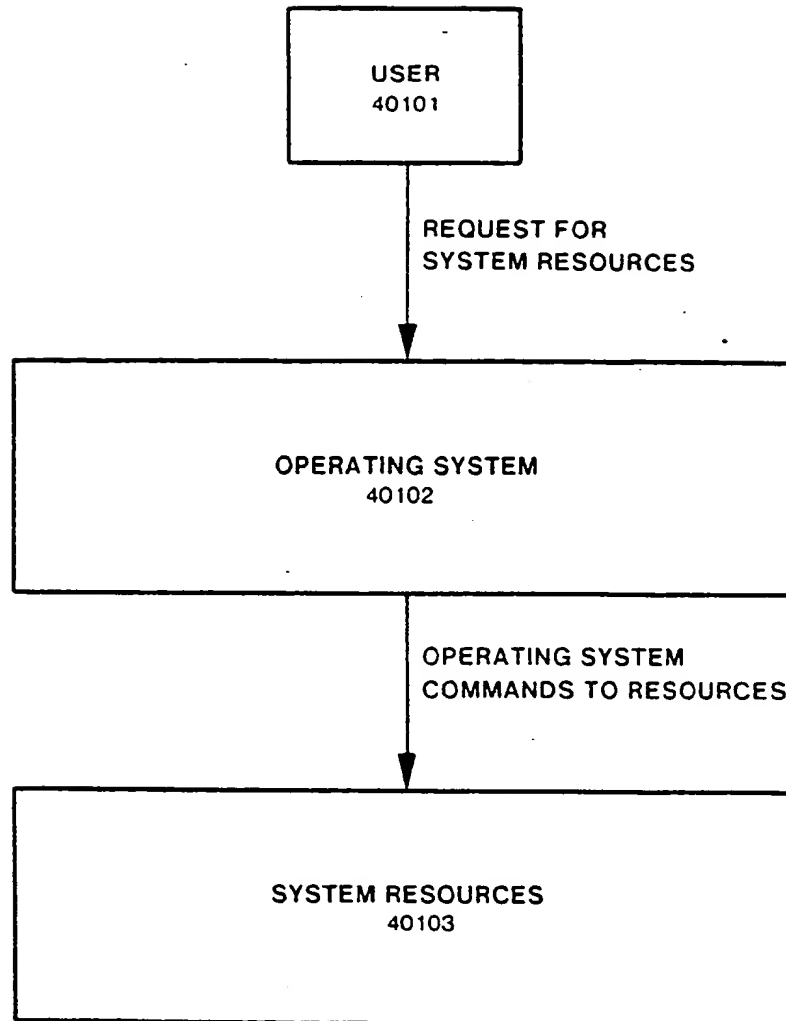 USER
40101
REQUEST FOR
SYSTEM RESOURCES
OPERATING SYSTEM
40102
OPERATING SYSTEM
COMMANDS TO RESOURCES
SYSTEM RESOURCES
40103